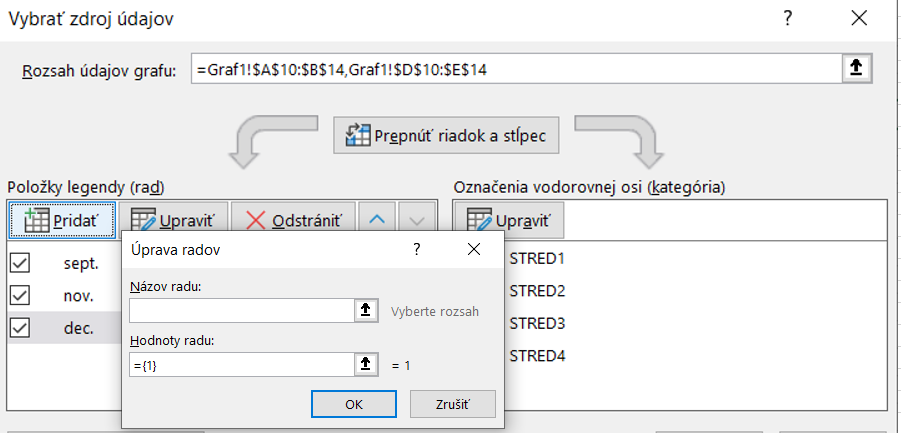 Vybrať zdroj údajov
?
Rozsah údajov grafu:
=Graf1!$A$10:$B$14,Graf1!$D$10:$E$14
Prepnúť riadok a stĺpec
Položky legendy (rad)
Označenia vodorovnej osi (kategória)
Pridať
Upraviť
Odstrániť
Upraviť
sept.
nov.
dec.
STRED1
STRED2
STRED3
STRED4
Úprava radov
?
Názov radu:
Vyberte rozsah
Hodnoty radu:
={1}
= 1
OK
Zrušiť